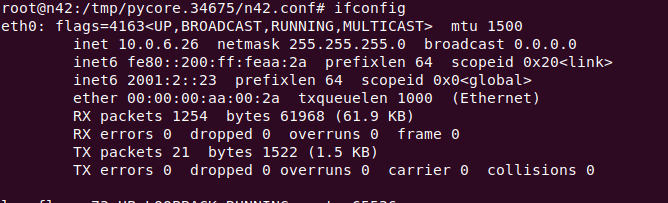 root@n42:/tmp/pycore.34675/n42.conf# ifconfig
eth0: flags=4163<UP,BROADCAST,RUNNING,MULTICAST>  mtu 1500
        inet 10.0.6.26  netmask 255.255.255.0  broadcast 0.0.0.0
        inet6 fe80::200:ff:feaa:2a  prefixlen 64  scopeid 0x20<link>
        inet6 2001:2::23  prefixlen 64  scopeid 0x0<global>
        ether 00:00:00:aa:00:2a  txqueuelen 1000  (Ethernet)
        RX packets 1254  bytes 61968 (61.9 KB)
        RX errors 0  dropped 0  overruns 0  frame 0
        TX packets 21  bytes 1522 (1.5 KB)
        TX errors 0  dropped 0 overruns 0  carrier 0  collisions 0